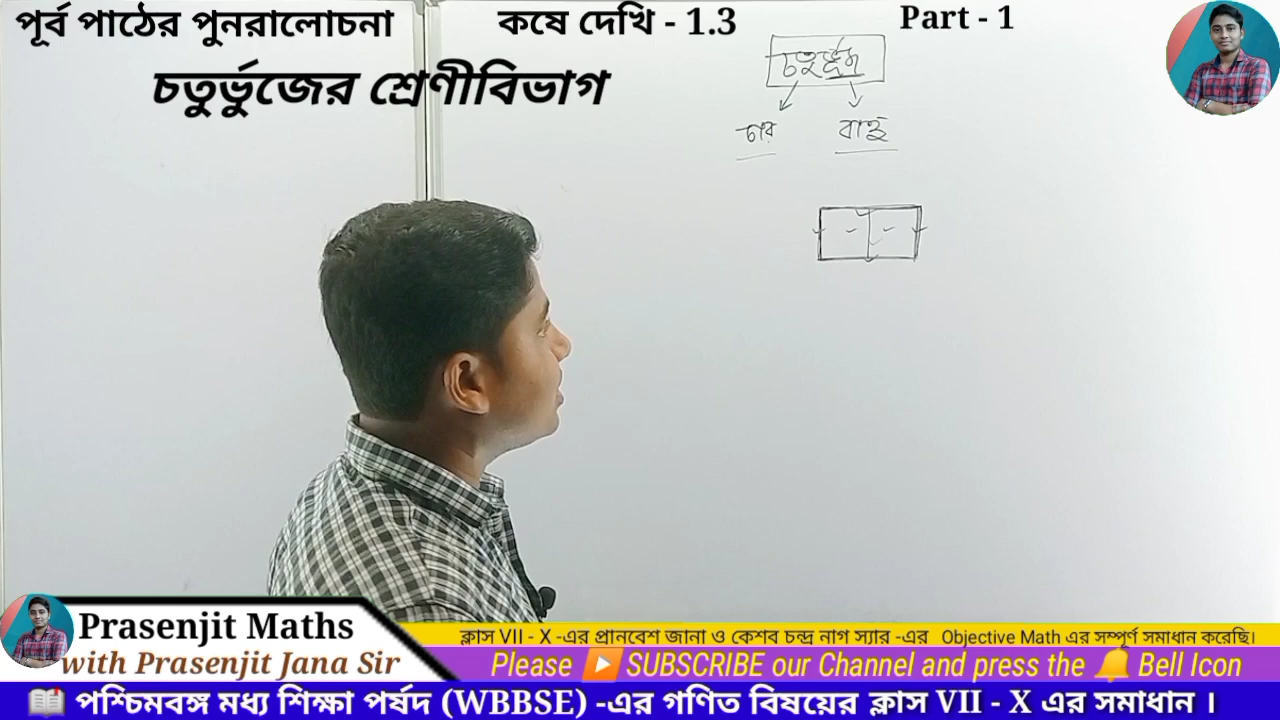 পূর্ব পাঠের পুনরালোচনা
কষে দেখি - 1.3
Part - 1
চতুর্ভুজের শ্রেণীবিভাগ
চতুর্ভুজ
চার
বাহু
Prasenjit Maths
with Prasenjit Jana Sir
ক্লাস VII - X -এর প্রানবেশ জানা ও কেশব চন্দ্র নাগ স্যার -এর Objective Math এর সম্পূর্ণ সমাধান করেছি।
Please ▶️ SUBSCRIBE our Channel and press the 🔔 Bell Icon
📖 পশ্চিমবঙ্গ মধ্য শিক্ষা পর্ষদ (WBBSE) -এর গণিত বিষয়ের ক্লাস VII - X এর সমাধান ।